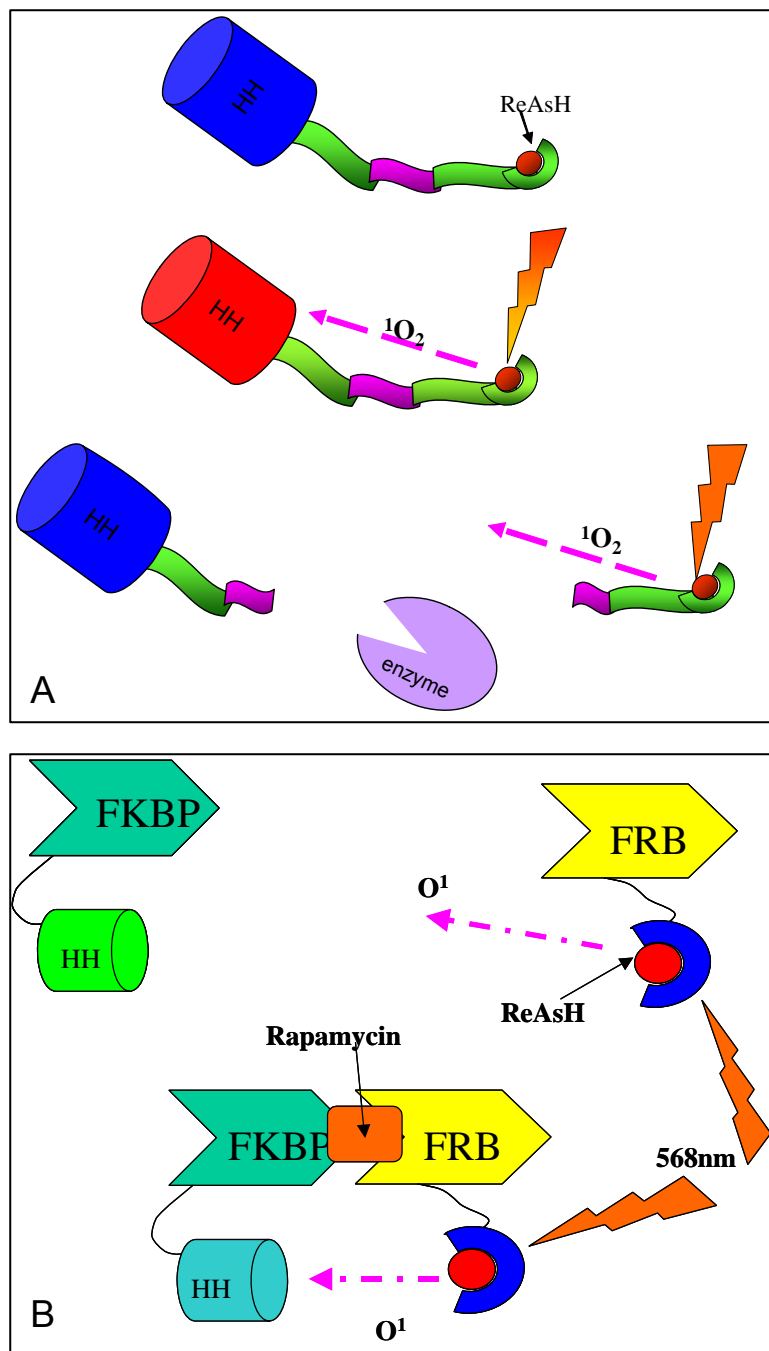 HH
ReAsH
HH
¹O₂
HH
¹O₂
enzyme
A
FKBP
FRB
O¹
HH
ReAsH
Rapamycin
FKBP
FRB
568nm
HH
O¹
B